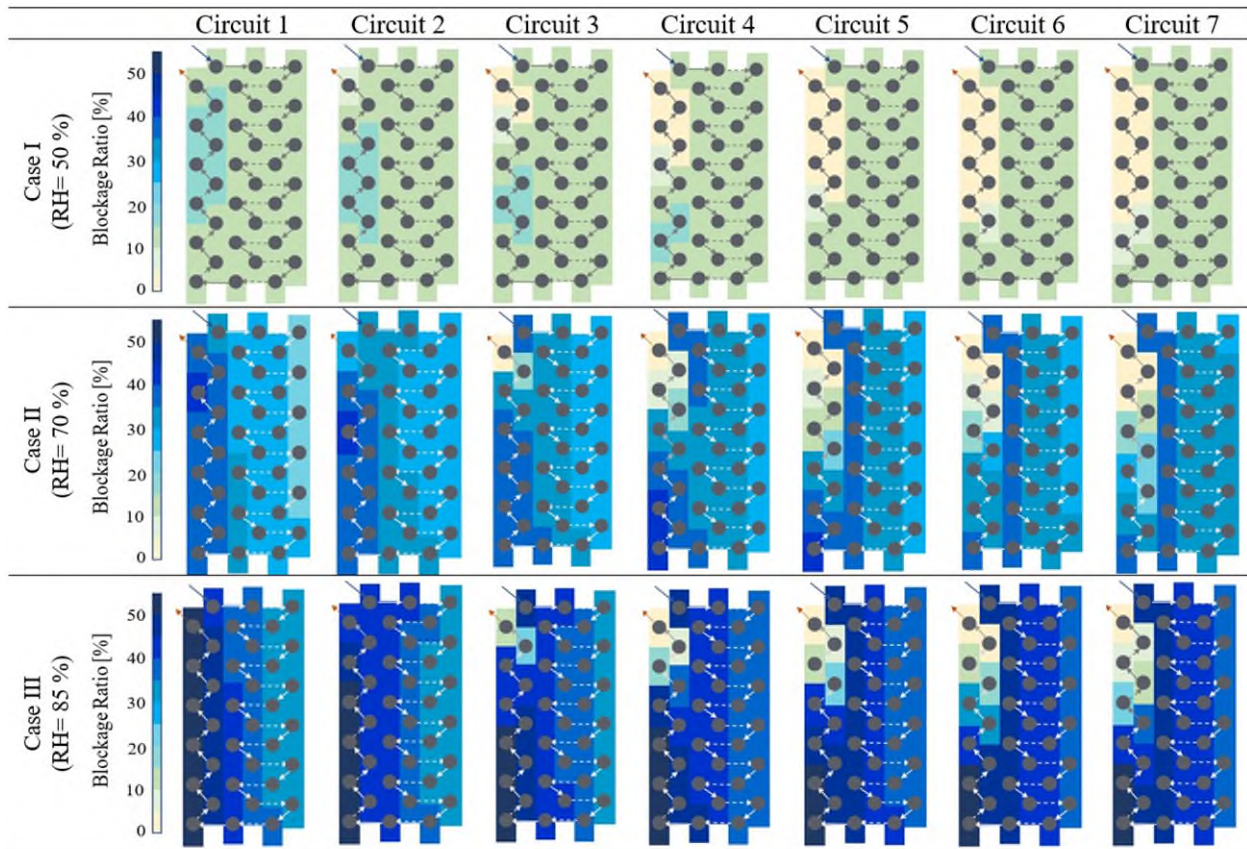 Circuit 1 Circuit 2 Circuit 3 Circuit 4 Circuit 5 Circuit 6 Circuit 7
Case I
(RH= 50 %)
Blockage Ratio [%]
50
40
30
20
10
0
Case II
(RH= 70 %)
Blockage Ratio [%]
50
40
30
20
10
0
Case III
(RH= 85 %)
Blockage Ratio [%]
50
40
30
20
10
0